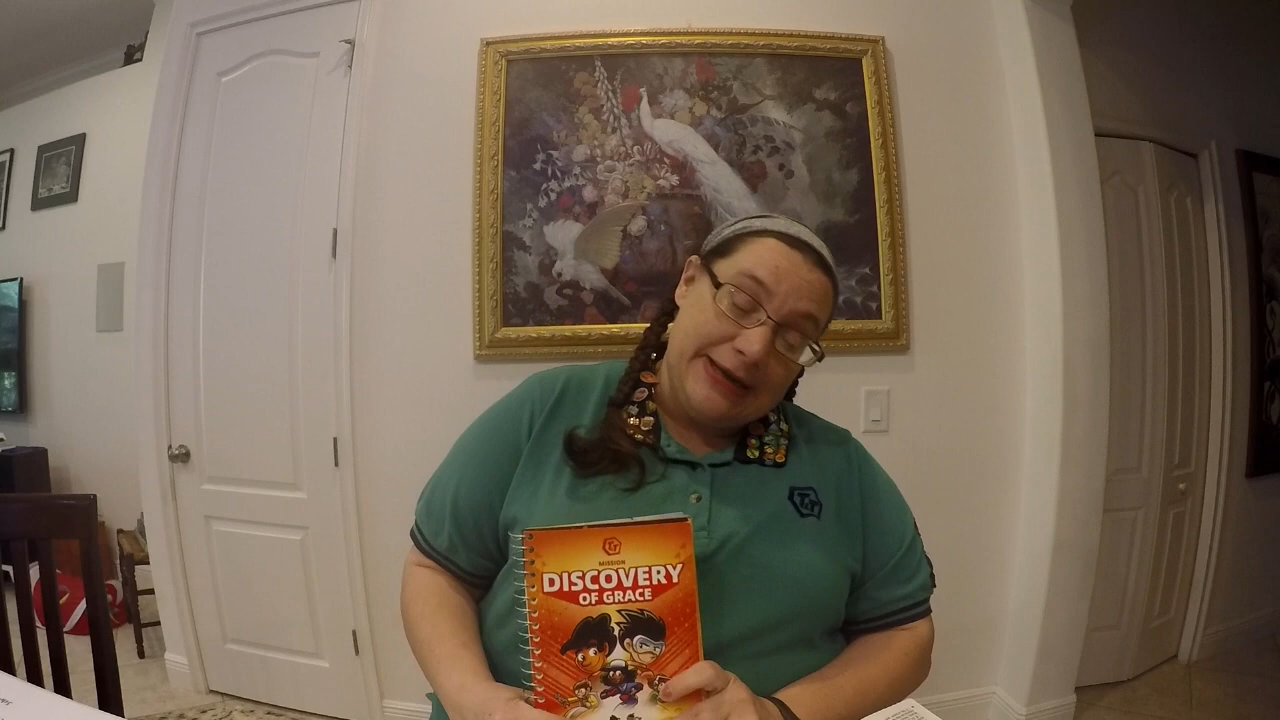 T&T
T&T
MISSION
DISCOVERY
OF GRACE